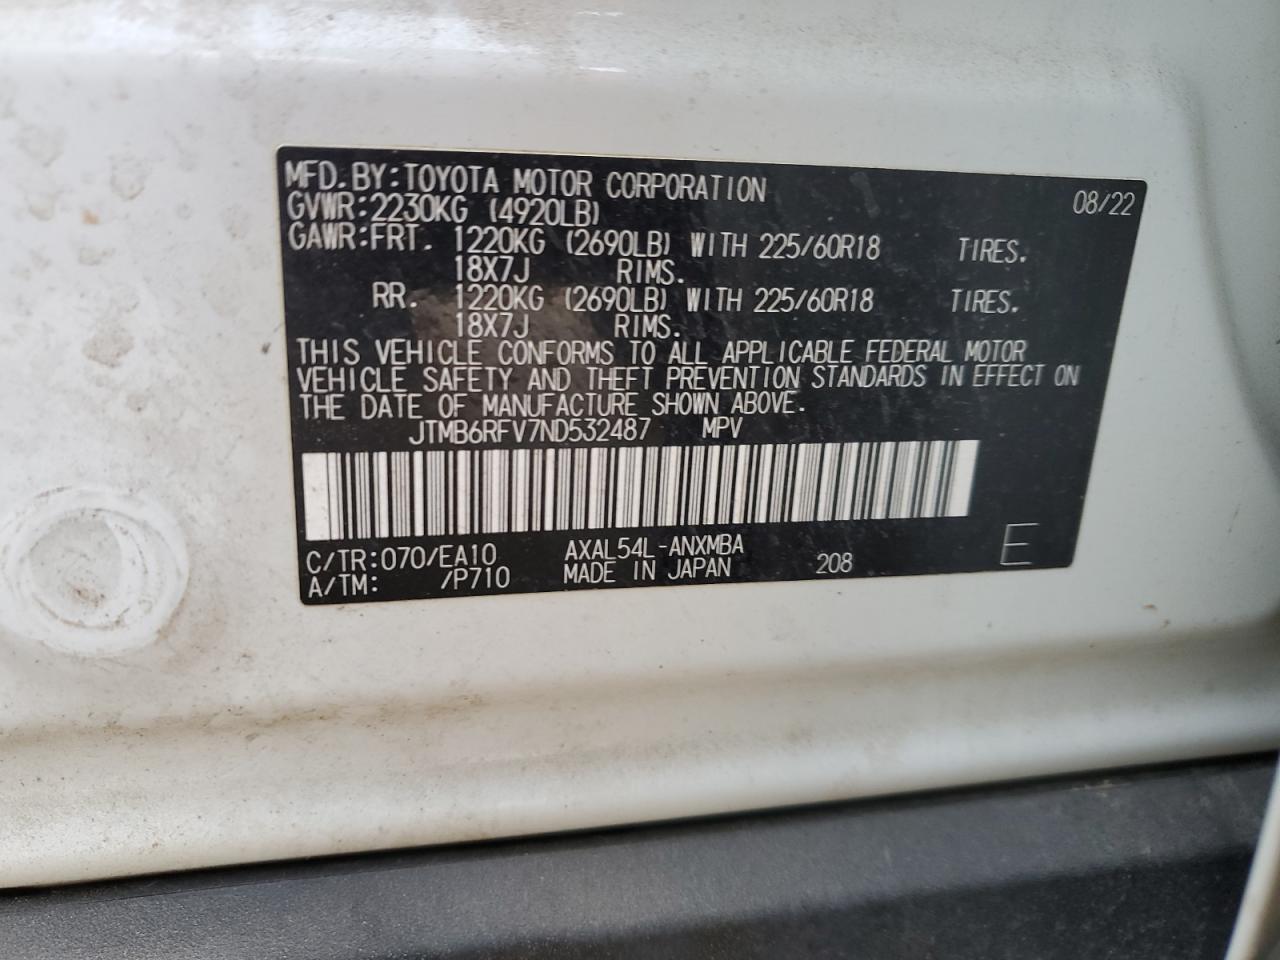 MFD.BY:TOYOTA MOTOR CORPORATION 08/22
GVWR:2230KG (4920LB)
GAWR:FRT. 1220KG (2690LB) WITH 225/60R18 TIRES.
18X7J RIMS.
RR. 1220KG (2690LB) WITH 225/60R18 TIRES.
18X7J RIMS.
THIS VEHICLE CONFORMS TO ALL APPLICABLE FEDERAL MOTOR
VEHICLE SAFETY AND THEFT PREVENTION STANDARDS IN EFFECT ON
THE DATE OF MANUFACTURE SHOWN ABOVE.
JTMB6RFV7ND532487 MPV
C/TR:070/EA10 AXAL54L-ANXMBA
A/TM: /P710 MADE IN JAPAN 208 E